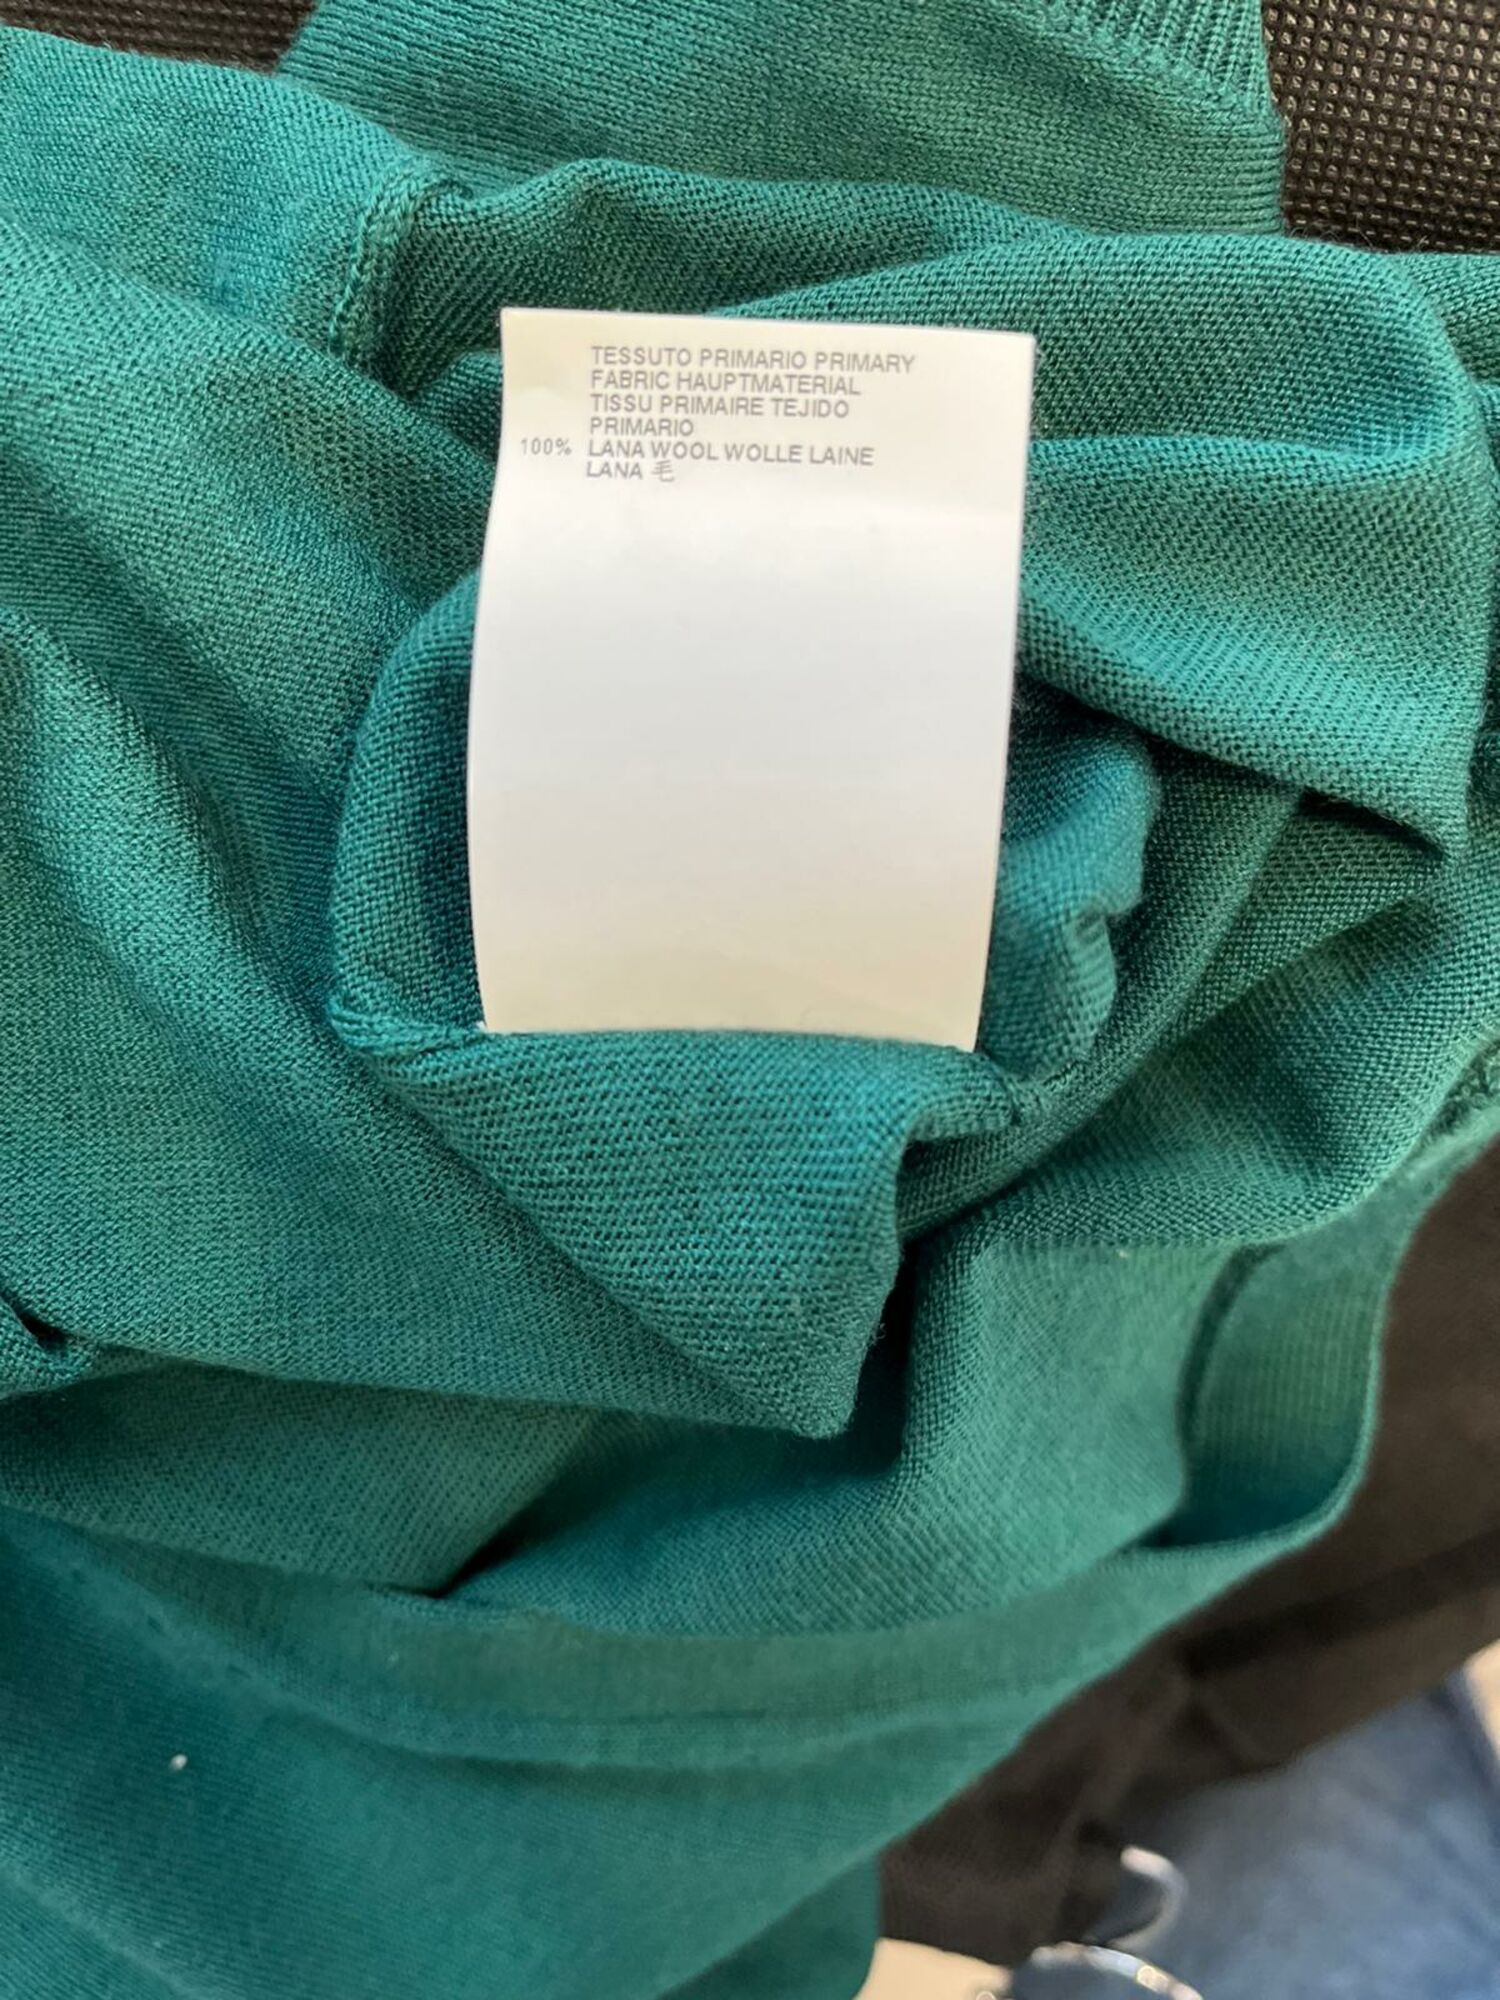 TESSUTO PRIMARIO PRIMARY
FABRIC HAUPTMATERIAL
TISSU PRIMAIRE TEJIDO
PRIMARIO
100% LANA WOOL WOLLE LAINE
LANA 毛